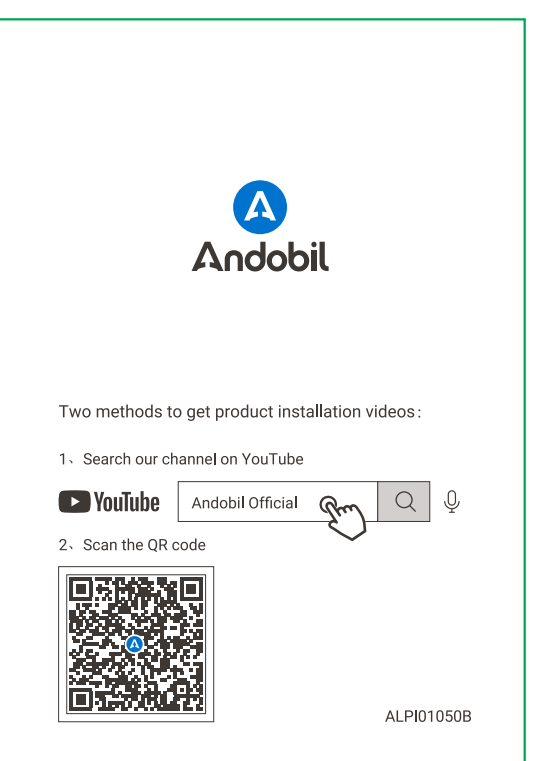 Andobil
Two methods to get product installation videos:
1、Search our channel on YouTube
YouTube Andobil Official
2、Scan the QR code
ALPI01050B